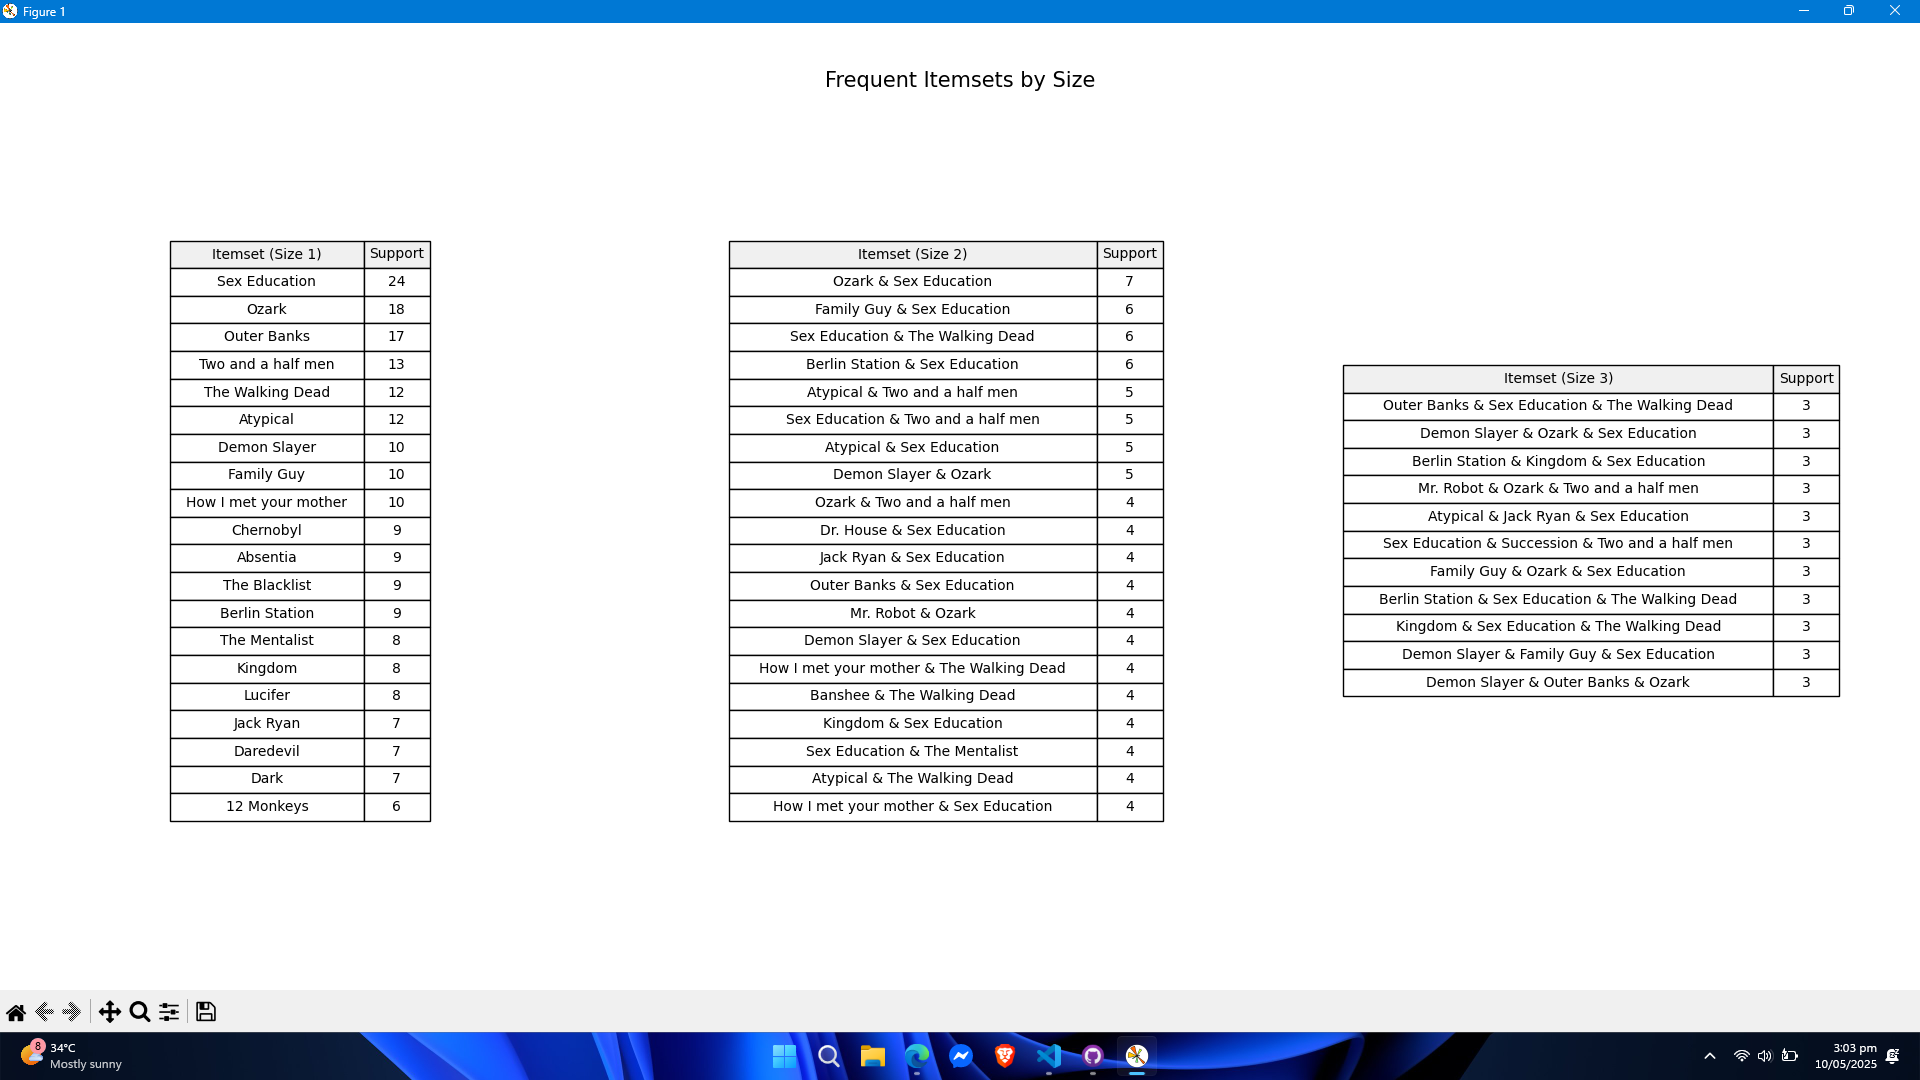 Figure 1
Frequent Itemsets by Size
Itemset (Size 1) Support
Sex Education 24
Ozark 18
Outer Banks 17
Two and a half men 13
The Walking Dead 12
Atypical 12
Demon Slayer 10
Family Guy 10
How I met your mother 10
Chernobyl 9
Absentia 9
The Blacklist 9
Berlin Station 9
The Mentalist 8
Kingdom 8
Lucifer 8
Jack Ryan 7
Daredevil 7
Dark 7
12 Monkeys 6
Itemset (Size 2) Support
Ozark & Sex Education 7
Family Guy & Sex Education 6
Sex Education & The Walking Dead 6
Berlin Station & Sex Education 6
Atypical & Two and a half men 5
Sex Education & Two and a half men 5
Atypical & Sex Education 5
Demon Slayer & Ozark 5
Ozark & Two and a half men 4
Dr. House & Sex Education 4
Jack Ryan & Sex Education 4
Outer Banks & Sex Education 4
Mr. Robot & Ozark 4
Demon Slayer & Sex Education 4
How I met your mother & The Walking Dead 4
Banshee & The Walking Dead 4
Kingdom & Sex Education 4
Sex Education & The Mentalist 4
Atypical & The Walking Dead 4
How I met your mother & Sex Education 4
Itemset (Size 3) Support
Outer Banks & Sex Education & The Walking Dead 3
Demon Slayer & Ozark & Sex Education 3
Berlin Station & Kingdom & Sex Education 3
Mr. Robot & Ozark & Two and a half men 3
Atypical & Jack Ryan & Sex Education 3
Sex Education & Succession & Two and a half men 3
Family Guy & Ozark & Sex Education 3
Berlin Station & Sex Education & The Walking Dead 3
Kingdom & Sex Education & The Walking Dead 3
Demon Slayer & Family Guy & Sex Education 3
Demon Slayer & Outer Banks & Ozark 3
8
34°C
Mostly sunny
3:03 pm
10/05/2025